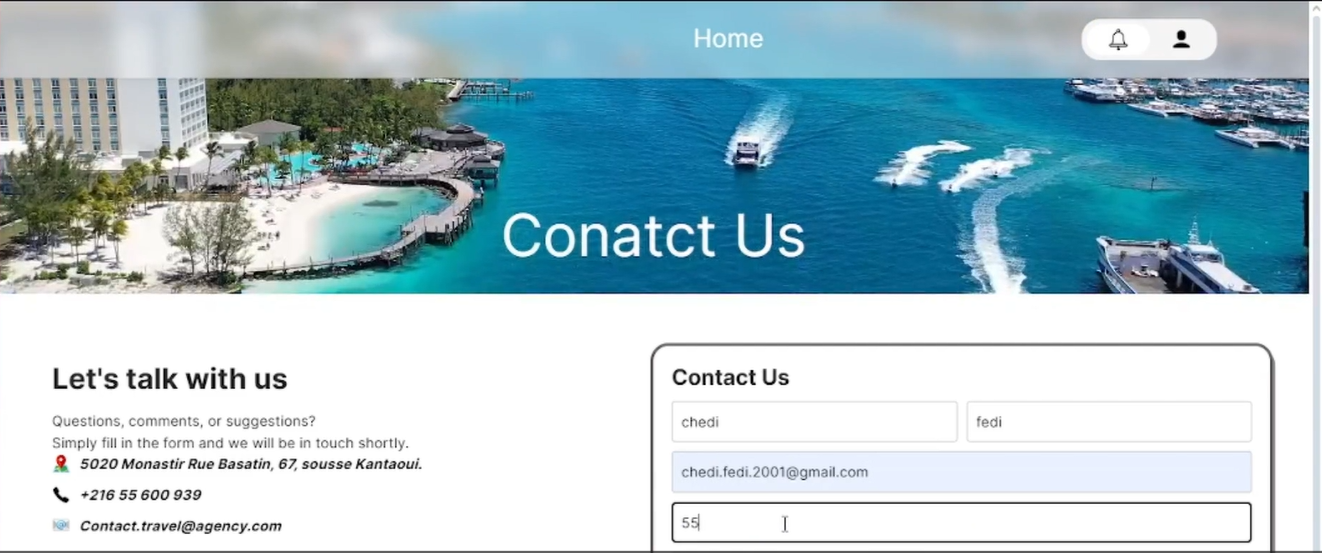 Home
Conatct Us
Let's talk with us
Questions, comments, or suggestions?
Simply fill in the form and we will be in touch shortly.
5020 Monastir Rue Basatin, 67, sousse Kantaoui.
+216 55 600 939
Contact.travel@agency.com
Contact Us
chedi
fedi
chedi.fedi.2001@gmail.com
55